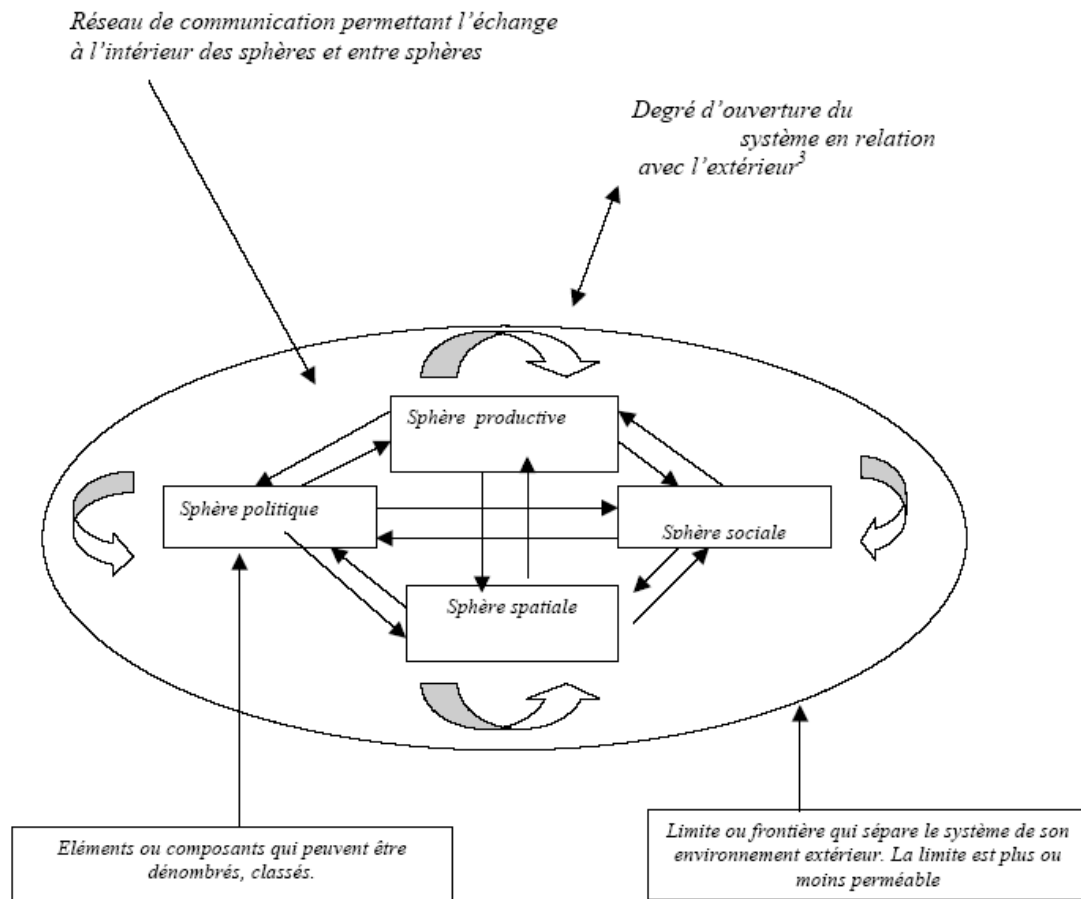 Réseau de communication permettant l’échange
à l’intérieur des sphères et entre sphères
Degré d’ouverture du
système en relation
avec l’extérieur³
Sphère productive
Sphère politique
Sphère sociale
Sphère spatiale
Eléments ou composants qui peuvent être
dénombrés, classés.
Limite ou frontière qui sépare le système de son
environnement extérieur. La limite est plus ou
moins perméable